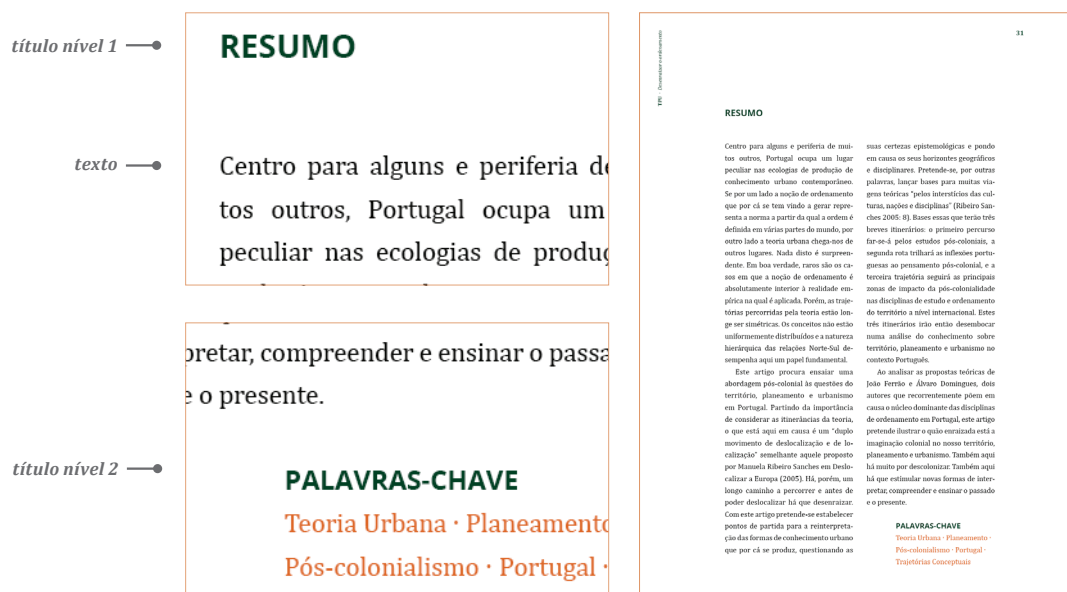 título nível 1
RESUMO
texto
Centro para alguns e periferia de
tos outros, Portugal ocupa um
peculiar nas ecologias de produç
pretar, compreender e ensinar o passa
e o presente.
título nível 2
PALAVRAS-CHAVE
Teoria Urbana · Planeamento
Pós-colonialismo · Portugal ·
31
TPU · Descentrar o ordenamento
RESUMO
Centro para alguns e periferia de mui-
tos outros, Portugal ocupa um lugar
peculiar nas ecologias de produção de
conhecimento urbano contemporâneo.
Se por um lado a noção de ordenamento
que por cá se tem vindo a gerar repre-
senta a norma a partir da qual a ordem é
definida em várias partes do mundo, por
outro lado a teoria urbana chega-nos de
outros lugares. Nada disto é surpreen-
dente. Em boa verdade, raros são os ca-
sos em que a noção de ordenamento é
absolutamente interior à realidade em-
pírica na qual é aplicada. Porém, as traje-
tórias percorridas pela teoria estão lon-
ge ser simétricas. Os conceitos não estão
uniformemente distribuídos e a natureza
hierárquica das relações Norte-Sul de-
sempenha aqui um papel fundamental.
Este artigo procura ensaiar uma
abordagem pós-colonial às questões do
território, planeamento e urbanismo
em Portugal. Partindo da importância
de considerar as itinerâncias da teoria,
o que está aqui em causa é um "duplo
movimento de deslocalização e de lo-
calização" semelhante aquele proposto
por Manuela Ribeiro Sanches em Deslo-
calizar a Europa (2005). Há, porém, um
longo caminho a percorrer e antes de
poder deslocalizar há que desenraizar.
Com este artigo pretende-se estabelecer
pontos de partida para a reinterpreta-
ção das formas de conhecimento urbano
que por cá se produz, questionando as
suas certezas epistemológicas e pondo
em causa os seus horizontes geográficos
e disciplinares. Pretende-se, por outras
palavras, lançar bases para muitas via-
gens teóricas "pelos interstícios das cul-
turas, nações e disciplinas" (Ribeiro San-
ches 2005: 8). Bases essas que terão três
breves itinerários: o primeiro percurso
far-se-á pelos estudos pós-coloniais, a
segunda rota trilhará as inflexões portu-
guesas ao pensamento pós-colonial, e a
terceira trajetória seguirá as principais
zonas de impacto da pós-colonialidade
nas disciplinas de estudo e ordenamento
do território a nível internacional. Estes
três itinerários irão então desembocar
numa análise do conhecimento sobre
território, planeamento e urbanismo no
contexto Português.
Ao analisar as propostas teóricas de
João Ferrão e Álvaro Domingues, dois
autores que recorrentemente põem em
causa o núcleo dominante das disciplinas
de ordenamento em Portugal, este artigo
pretende ilustrar o quão enraizada está a
imaginação colonial no nosso território,
planeamento e urbanismo. Também aqui
há muito por descolonizar. Também aqui
há que estimular novas formas de inter-
pretar, compreender e ensinar o passado
e o presente.
PALAVRAS-CHAVE
Teoria Urbana · Planeamento ·
Pós-colonialismo · Portugal ·
Trajetórias Conceptuais